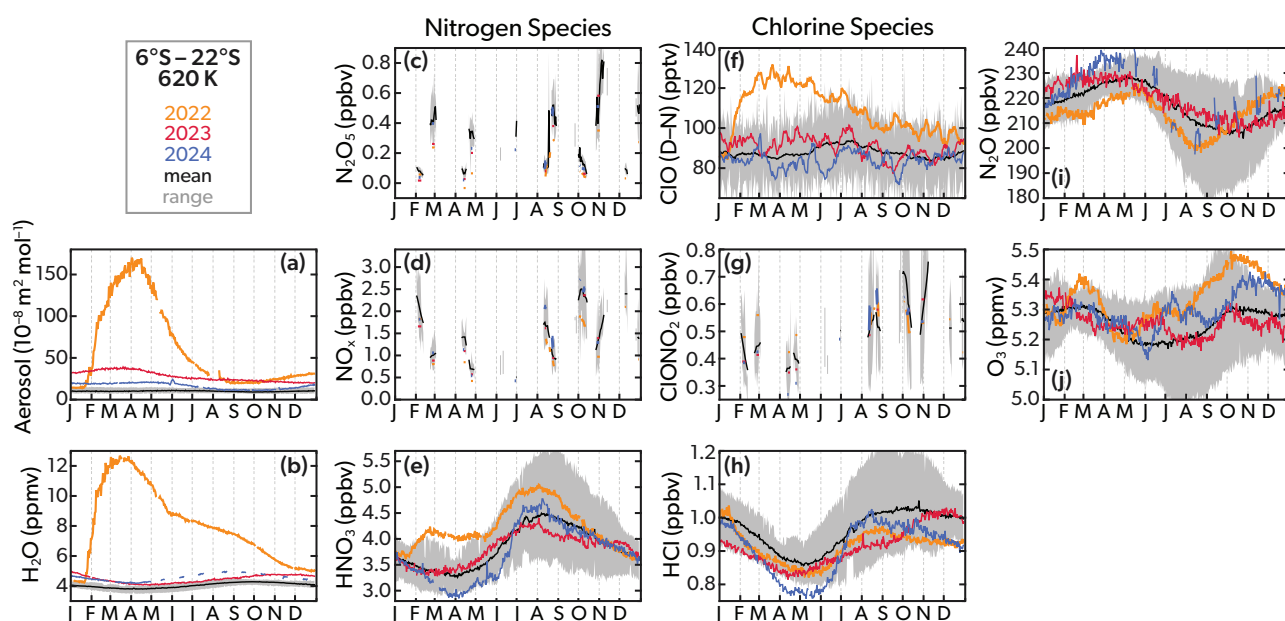 Nitrogen Species
Chlorine Species
6°S – 22°S
620 K
2022
2023
2024
mean
range
(c)
N₂O₅ (ppbv)
0.8
0.6
0.4
0.2
0.0
J F M A M J J A S O N D
(f)
ClO (D–N) (pptv)
140
120
100
80
J F M A M J J A S O N D
(i)
N₂O (ppbv)
240
230
220
210
200
190
180
J F M A M J J A S O N D
(a)
Aerosol (10⁻⁸ m² mol⁻¹)
150
100
50
0
J F M A M J J A S O N D
(d)
NOₓ (ppbv)
3.0
2.5
2.0
1.5
1.0
0.5
0.0
J F M A M J J A S O N D
(g)
ClONO₂ (ppbv)
0.8
0.7
0.6
0.5
0.4
0.3
J F M A M J J A S O N D
(j)
O₃ (ppmv)
5.5
5.4
5.3
5.2
5.1
5.0
J F M A M J J A S O N D
(b)
H₂O (ppmv)
12
10
8
6
4
J F M A M J J A S O N D
(e)
HNO₃ (ppbv)
5.5
5.0
4.5
4.0
3.5
3.0
J F M A M J J A S O N D
(h)
HCl (ppbv)
1.2
1.1
1.0
0.9
0.8
J F M A M J J A S O N D